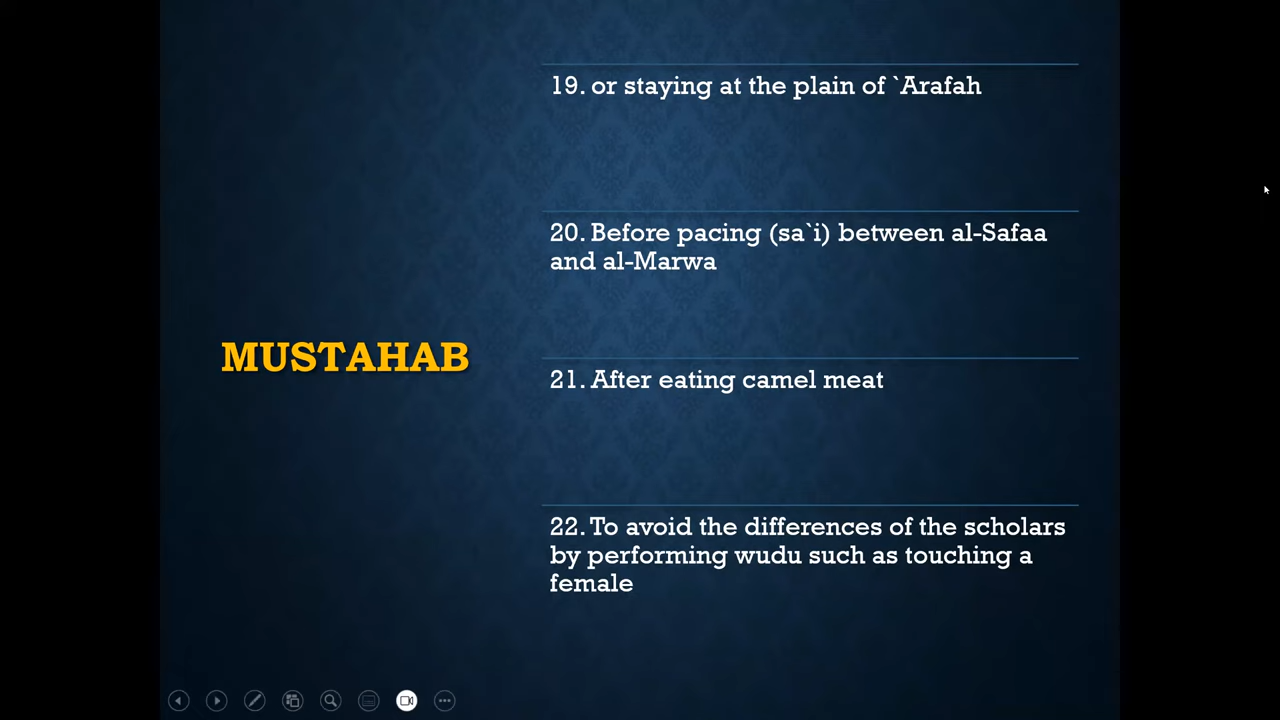 MUSTAHAB
19. or staying at the plain of `Arafah
20. Before pacing (sa`i) between al-Safaa
and al-Marwa
21. After eating camel meat
22. To avoid the differences of the scholars
by performing wudu such as touching a
female